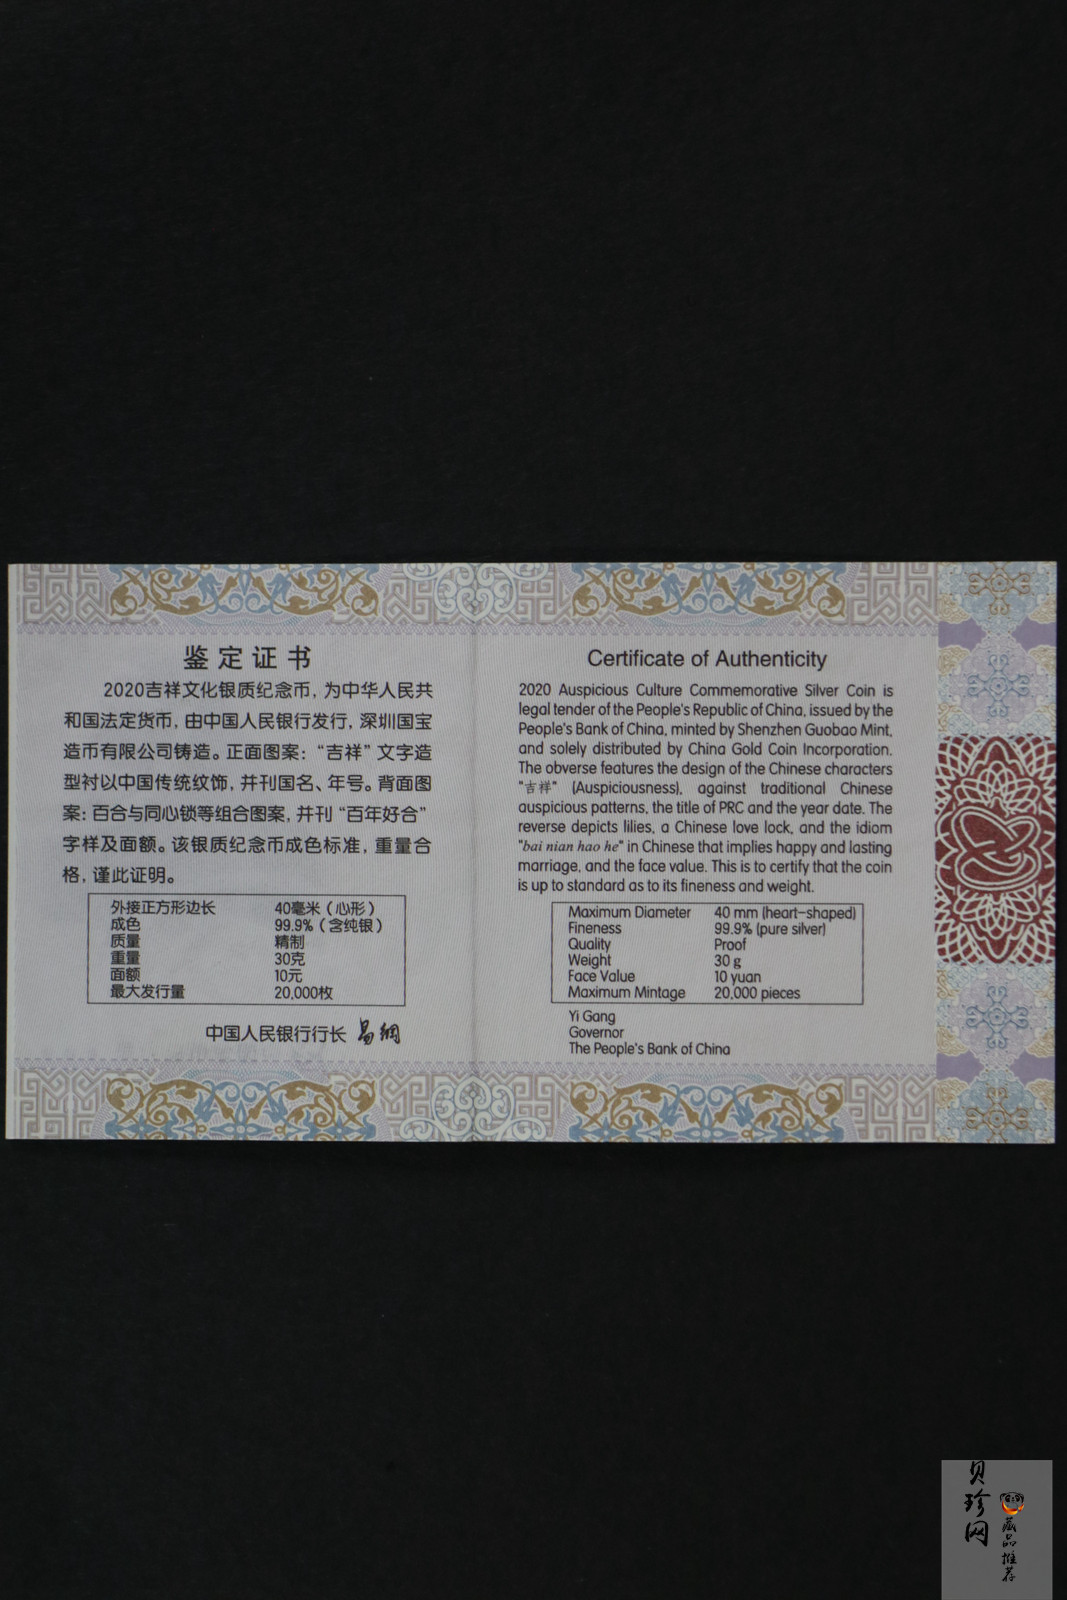 鉴定证书
2020吉祥文化银质纪念币，为中华人民共
和国法定货币，由中国人民银行发行，深圳国宝
造币有限公司铸造。正面图案：“吉祥”文字造
型衬以中国传统纹饰，并刊国名、年号。背面图
案：百合与同心锁等组合图案，并刊“百年好合”
字样及面额。该银质纪念币成色标准，重量合
格，谨此证明。
外接正方形边长 40毫米（心形）
成色 99.9%（含纯银）
质量 精制
重量 30克
面额 10元
最大发行量 20,000枚
中国人民银行行长 易纲
Certificate of Authenticity
2020 Auspicious Culture Commemorative Silver Coin is
legal tender of the People's Republic of China, issued by the
People's Bank of China, minted by Shenzhen Guobao Mint,
and solely distributed by China Gold Coin Incorporation.
The obverse features the design of the Chinese characters
"吉祥" (Auspiciousness), against traditional Chinese
auspicious patterns, the title of PRC and the year date. The
reverse depicts lilies, a Chinese love lock, and the idiom
"bai nian hao he" in Chinese that implies happy and lasting
marriage, and the face value. This is to certify that the coin
is up to standard as to its fineness and weight.
Maximum Diameter 40 mm (heart-shaped)
Fineness 99.9% (pure silver)
Quality Proof
Weight 30 g
Face Value 10 yuan
Maximum Mintage 20,000 pieces
Yi Gang
Governor
The People's Bank of China
贝珍网
藏品推荐